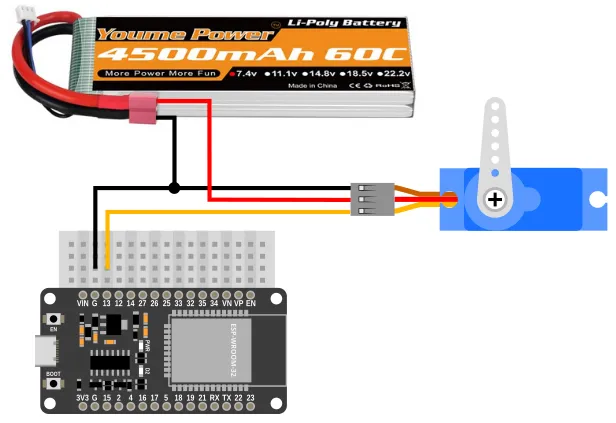 Li-Poly Battery
Youme Power™
4500mAh 60C
More Power More Fun
7.4v 11.1v 14.8v 18.5v 22.2v
Made in China
CE RoHS
VIN G 13 12 14 27 26 25 33 32 35 34 VN VP EN
EN
PWR
D2
ESP-WROOM-32
BOOT
3V3 G 15 2 4 16 17 5 18 19 21 RX TX 22 23